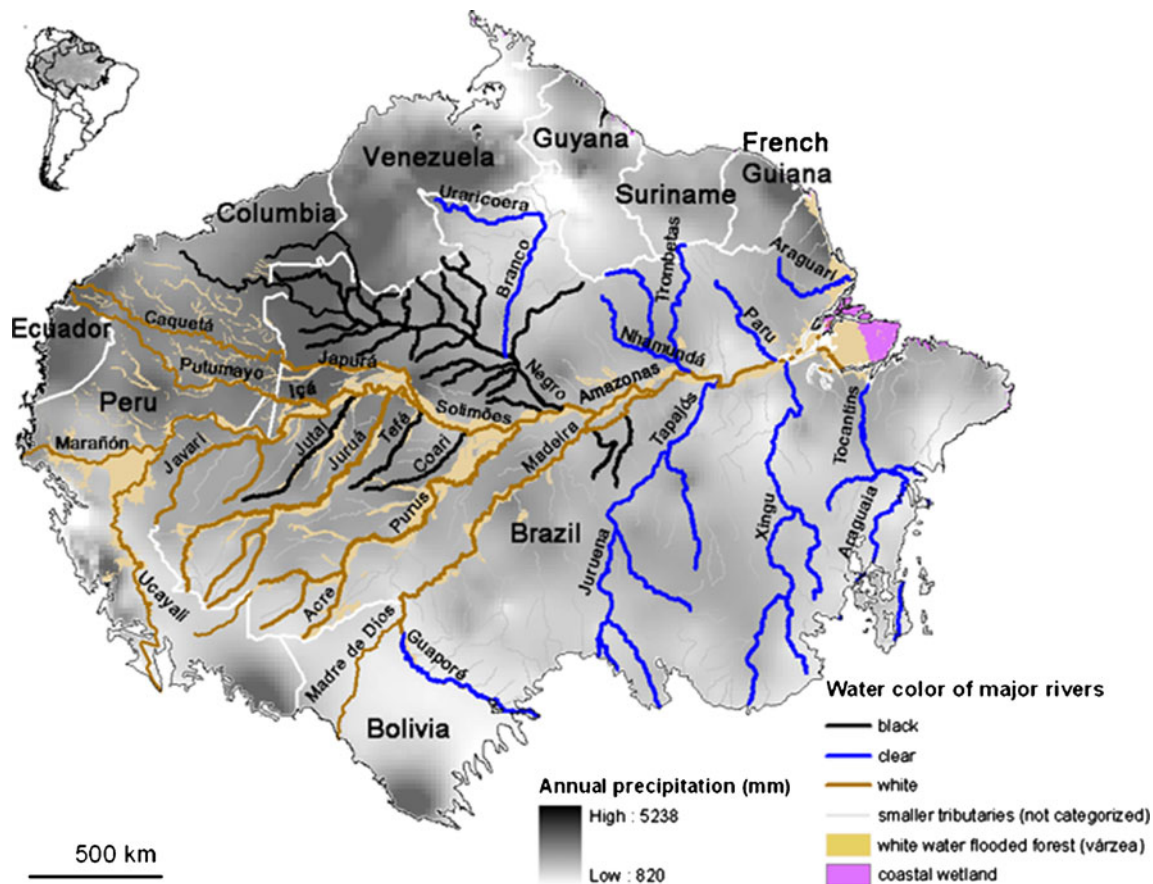 Guyana
French
Guiana
Venezuela
Suriname
Uraricoera
Columbia
Branco
Trombetas
Araguari
Ecuador
Caquetá
Paru
Nhamundá
Japurá
Putumayo
Negro
Içá
Amazonas
Peru
Solimões
Tapajós
Tocantins
Marañón
Javarí
Jutaí
Juruá
Tefé
Coari
Madeira
Purus
Brazil
Xingu
Araguaia
Juruena
Ucayali
Acre
Madre de Dios
Guaporé
Bolivia
Water color of major rivers
black
clear
white
smaller tributaries (not categorized)
white water flooded forest (várzea)
coastal wetland
Annual precipitation (mm)
High : 5238
Low : 820
500 km